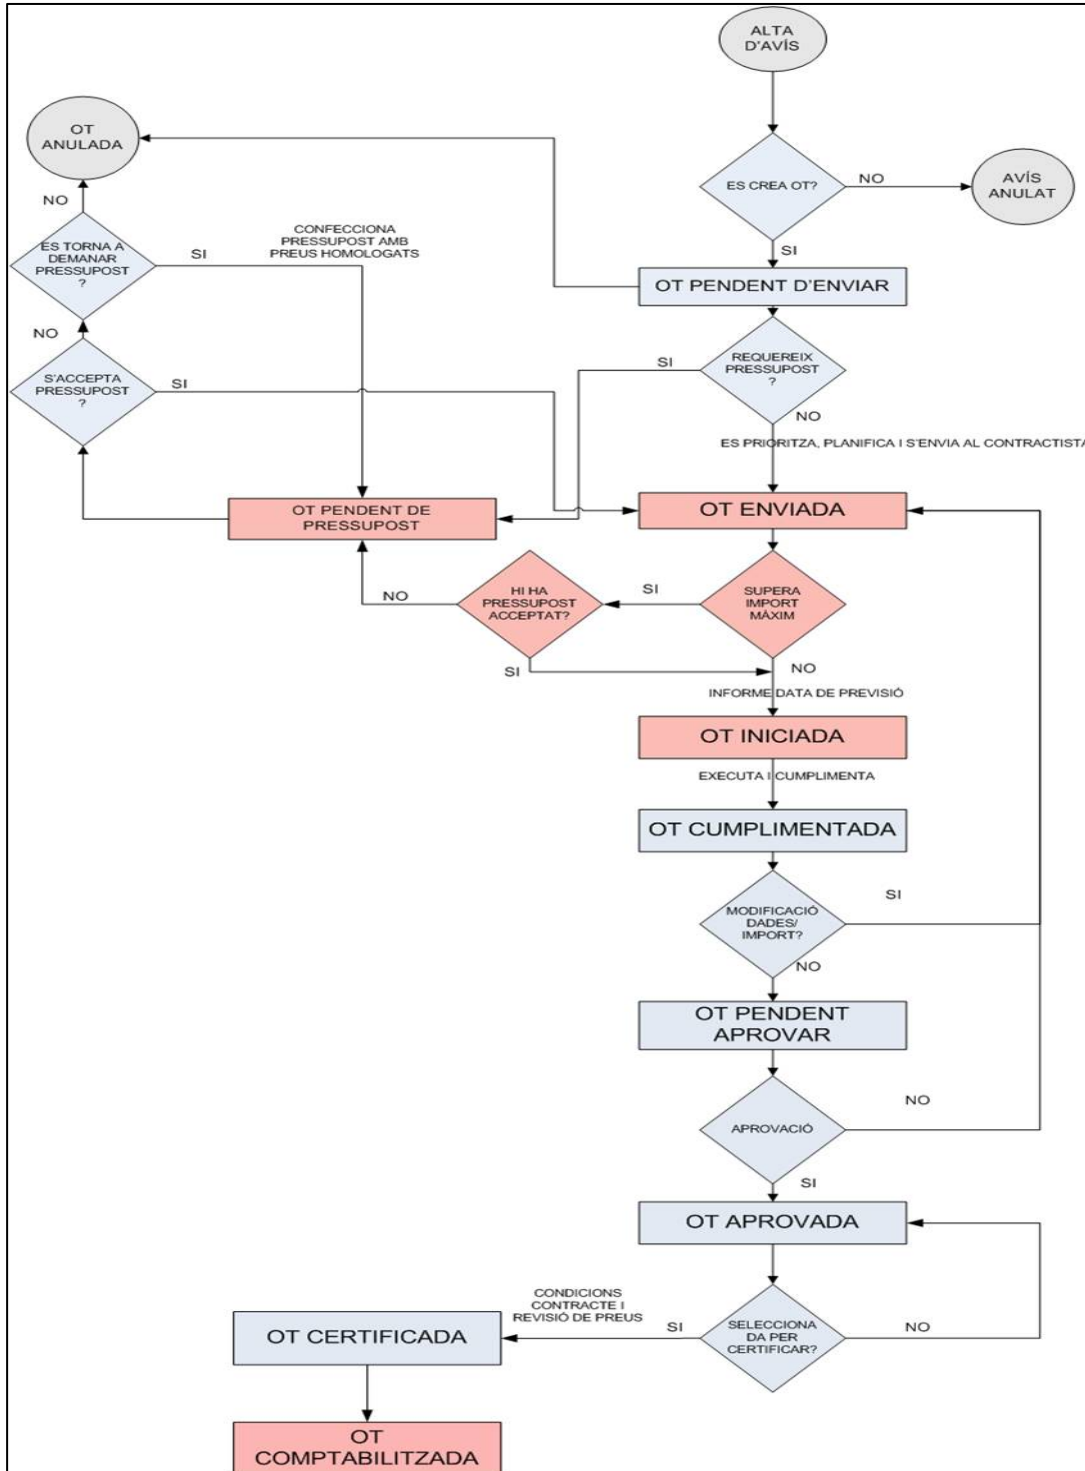 ALTA
D'AVÍS
OT
ANULADA
ES CREA OT?
NO
AVÍS
ANULAT
NO
ES TORNA A
DEMANAR
PRESSUPOST
?
SI
CONFECCIONA
PRESSUPOST AMB
PREUS HOMOLOGATS
SI
OT PENDENT D'ENVIAR
NO
S'ACCEPTA
PRESSUPOST
?
SI
SI
REQUEREIX
PRESSUPOST
?
NO
ES PRIORITZA, PLANIFICA I S'ENVIA AL CONTRACTISTA
OT PENDENT DE
PRESSUPOST
OT ENVIADA
NO
HI HA
PRESSUPOST
ACCEPTAT?
SI
SUPERA
IMPORT
MÀXIM
SI
NO
INFORME DATA DE PREVISIÓ
OT INICIADA
EXECUTA I CUMPLIMENTA
OT CUMPLIMENTADA
MODIFICACIÓ
DADES/
IMPORT?
SI
NO
OT PENDENT
APROVAR
APROVACIÓ
NO
SI
OT APROVADA
CONDICIONS
CONTRACTE I
REVISIÓ DE PREUS
OT CERTIFICADA
SI
SELECCIONA
DA PER
CERTIFICAR?
NO
OT
COMPTABILITZADA